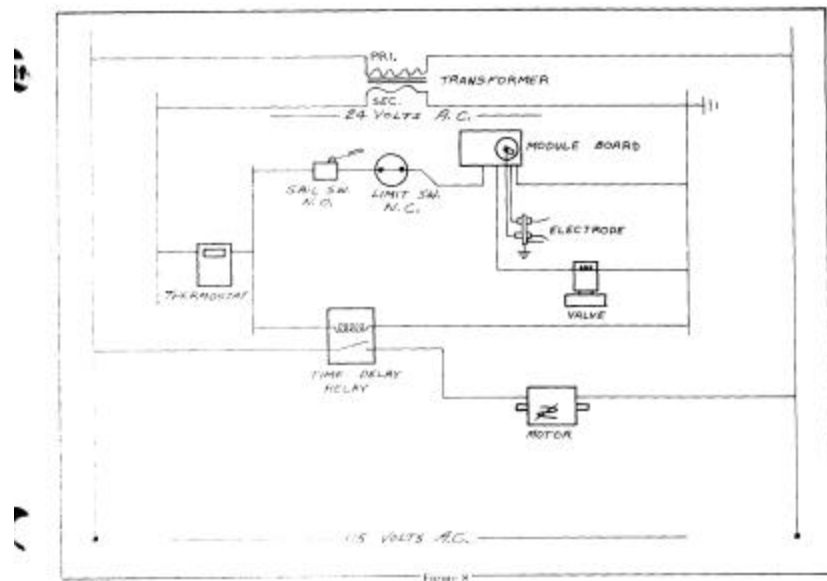 PRI.
TRANSFORMER
SEC.
24 VOLTS A.C.
MODULE BOARD
SAIL SW.
N.O.
LIMIT SW.
N.C.
ELECTRODE
THERMOSTAT
VALVE
TIME DELAY
RELAY
MOTOR
115 VOLTS A.C.